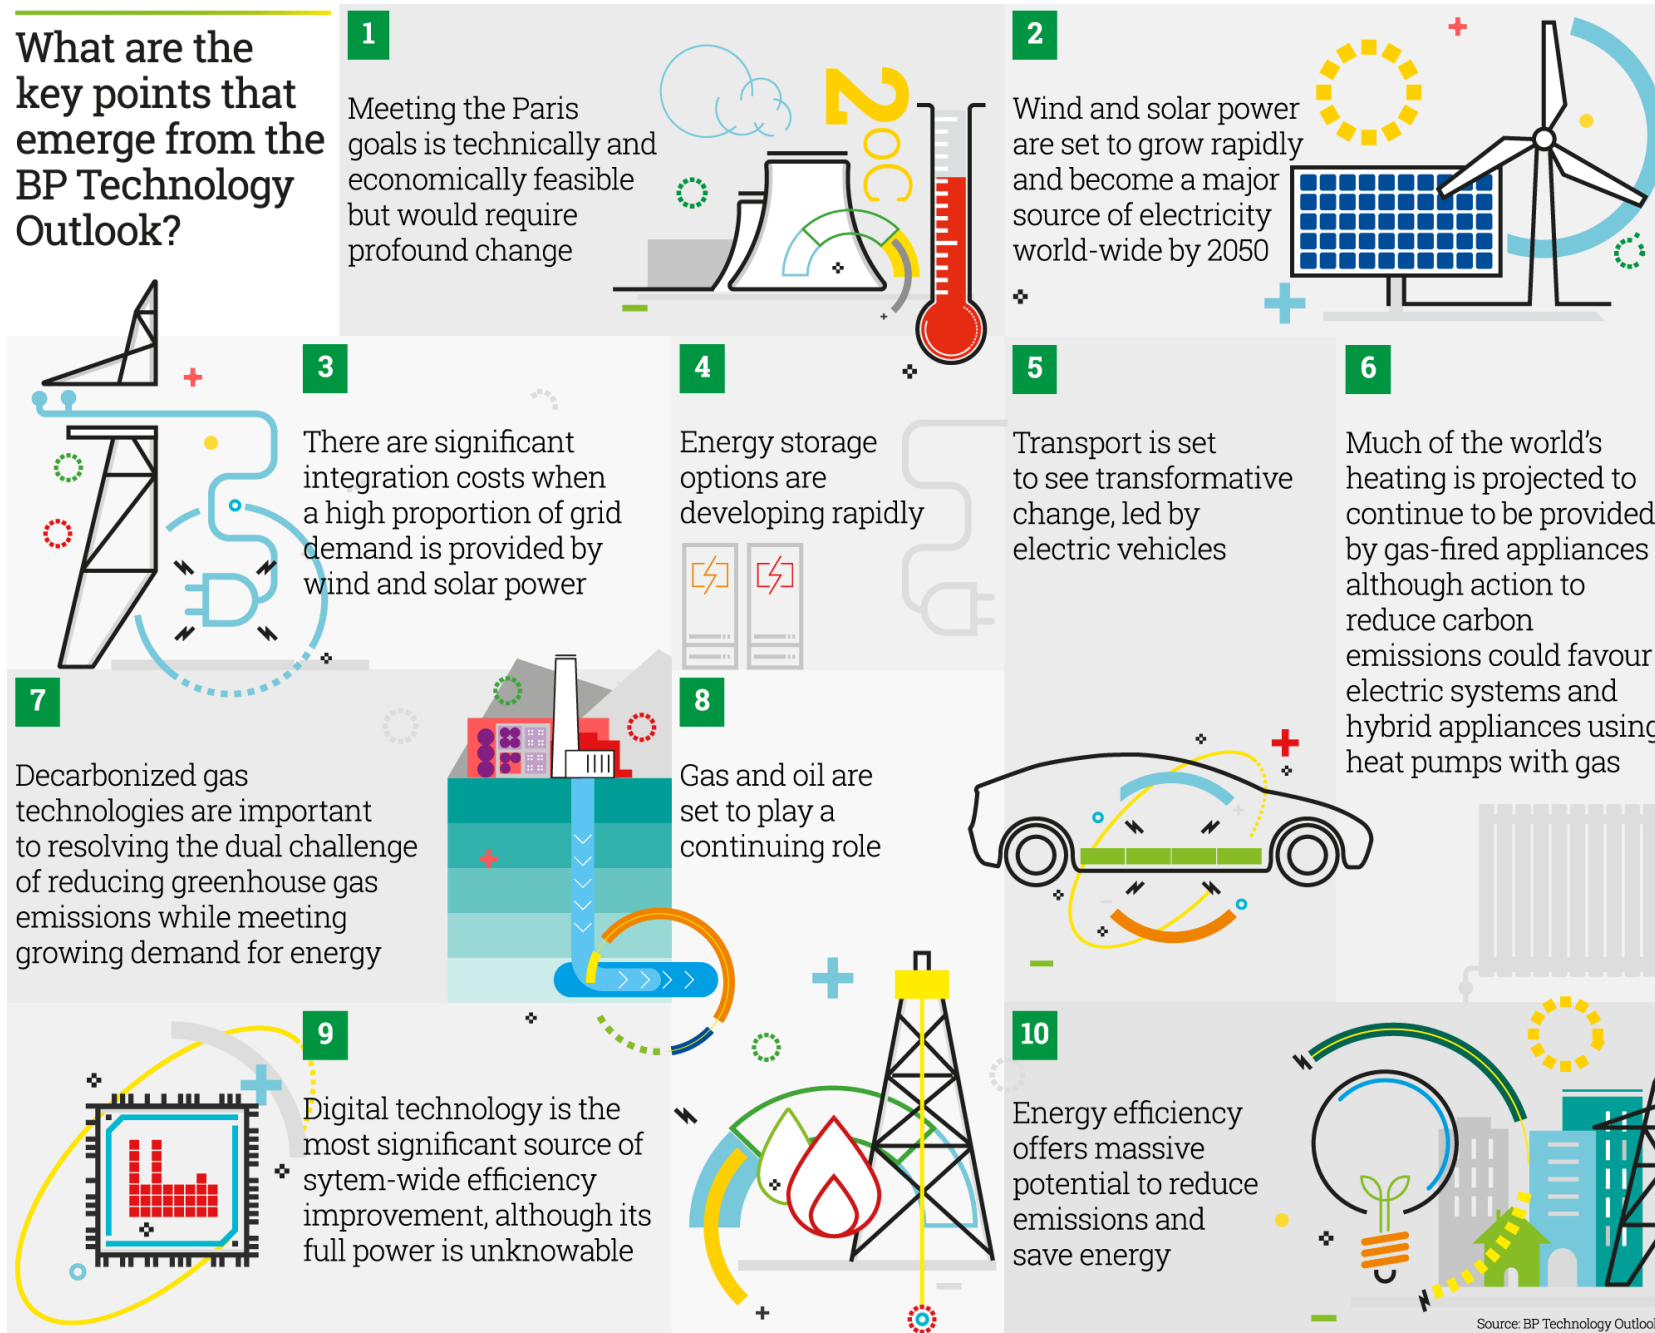 What are the
key points that
emerge from the
BP Technology
Outlook?
1
Meeting the Paris
goals is technically and
economically feasible
but would require
profound change
2°C
2
Wind and solar power
are set to grow rapidly
and become a major
source of electricity
world-wide by 2050
3
There are significant
integration costs when
a high proportion of grid
demand is provided by
wind and solar power
4
Energy storage
options are
developing rapidly
5
Transport is set
to see transformative
change, led by
electric vehicles
6
Much of the world's
heating is projected to
continue to be provided
by gas-fired appliances
although action to
reduce carbon
emissions could favour
electric systems and
hybrid appliances using
heat pumps with gas
7
Decarbonized gas
technologies are important
to resolving the dual challenge
of reducing greenhouse gas
emissions while meeting
growing demand for energy
8
Gas and oil are
set to play a
continuing role
9
Digital technology is the
most significant source of
sytem-wide efficiency
improvement, although its
full power is unknowable
10
Energy efficiency
offers massive
potential to reduce
emissions and
save energy
Source: BP Technology Outlook